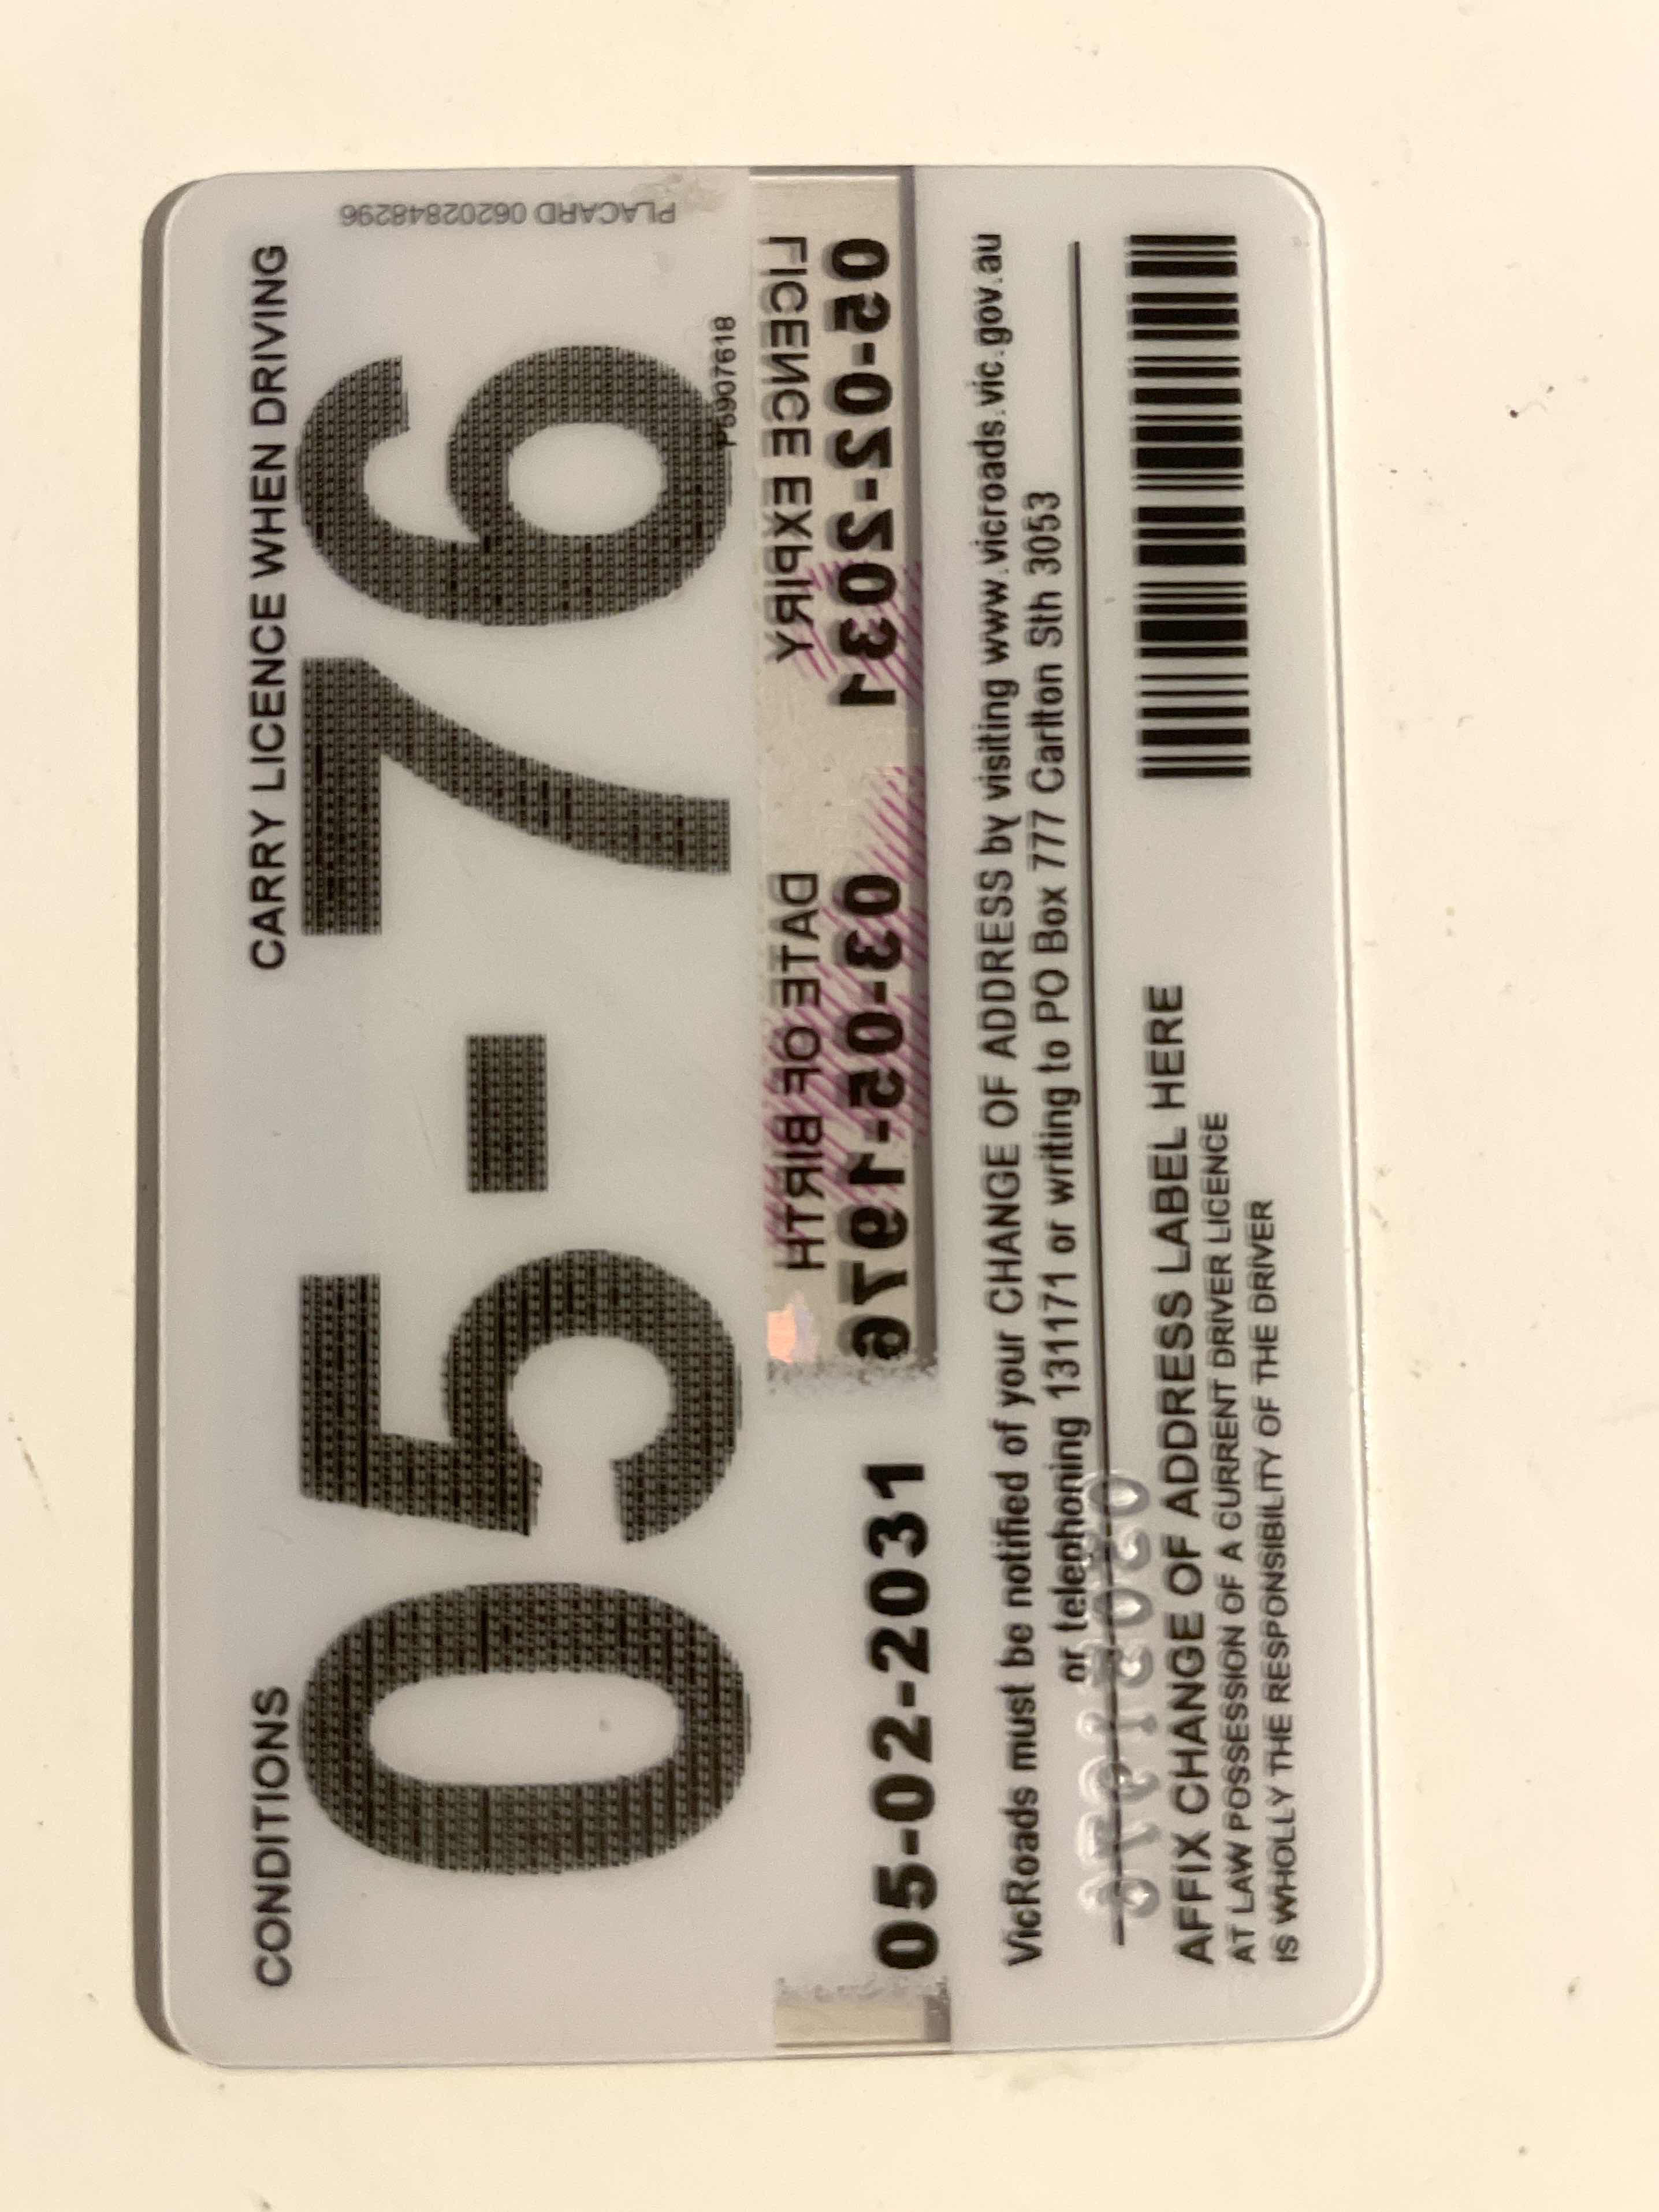 CONDITIONS
CARRY LICENCE WHEN DRIVING
PLACARD 06202848296
05-76
P5907618
DATE OF BIRTH
LICENCE EXPIRY
05-02-2031
03-05-1976
05-02-2031
VicRoads must be notified of your CHANGE OF ADDRESS by visiting www.vicroads.vic.gov.au
or telephoning 131171 or writing to PO Box 777 Carlton Sth 3053
03051976
AFFIX CHANGE OF ADDRESS LABEL HERE
AT LAW POSSESSION OF A CURRENT DRIVER LICENCE
IS WHOLLY THE RESPONSIBILITY OF THE DRIVER